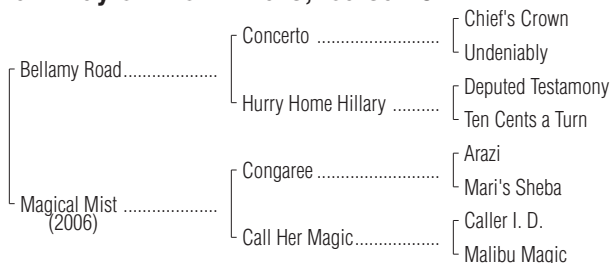 Chief's Crown
Concerto ........................
Undeniably
Bellamy Road....................
Deputed Testamony
Hurry Home Hillary ..........
Ten Cents a Turn
Arazi
Congaree .......................
Mari's Sheba
Magical Mist ....................
(2006)
Caller I. D.
Call Her Magic..................
Malibu Magic